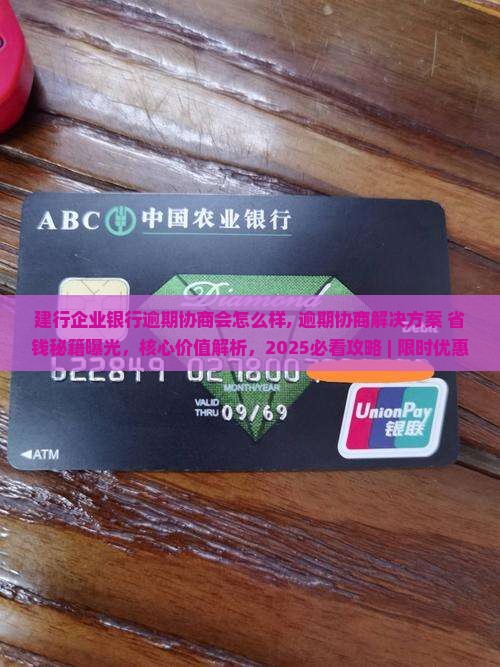 ABC 中国农业银行
Diamond
建行企业银行逾期协商会怎么样, 逾期协商解决方案 省
钱秘籍曝光，核心价值解析，2025必看攻略 | 限时优惠
Debit
622849 027800
MONTH/YEAR
VALID
THRU 09/69
UnionPay
银联
ATM